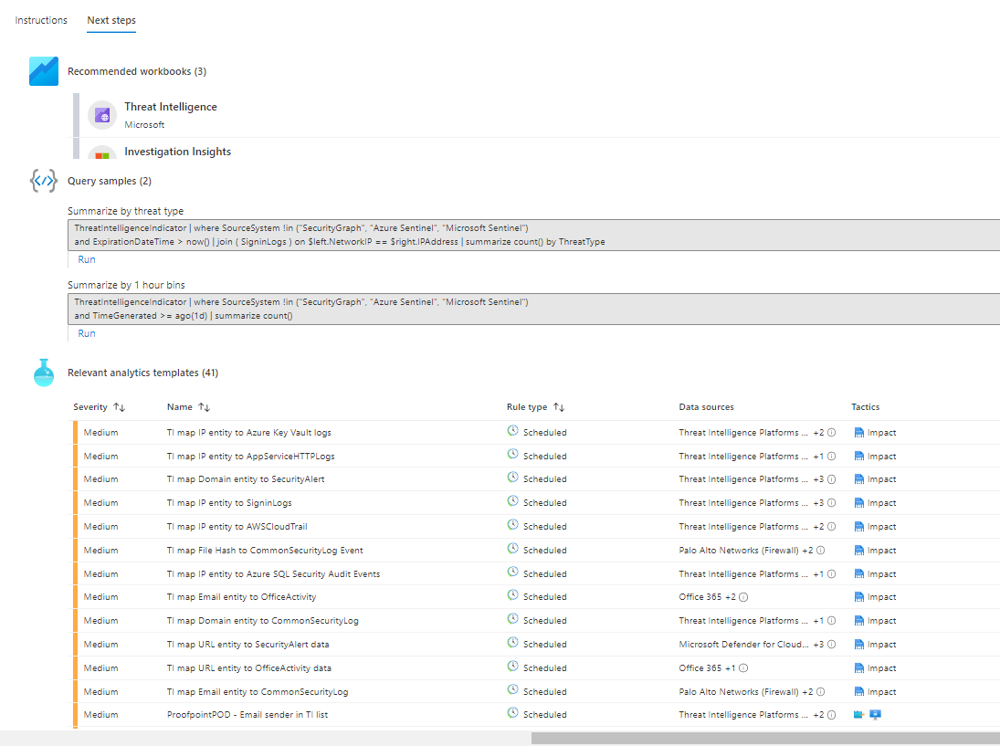 Instructions Next steps
Recommended workbooks (3)
Threat Intelligence
Microsoft
Investigation Insights
Query samples (2)
Summarize by threat type
ThreatIntelligenceIndicator | where SourceSystem !in ("SecurityGraph", "Azure Sentinel", "Microsoft Sentinel")
and ExpirationDateTime > now() | join ( SigninLogs ) on $left.NetworkIP == $right.IPAddress | summarize count() by ThreatType
Run
Summarize by 1 hour bins
ThreatIntelligenceIndicator | where SourceSystem !in ("SecurityGraph", "Azure Sentinel", "Microsoft Sentinel")
and TimeGenerated >= ago(1d) | summarize count()
Run
Relevant analytics templates (41)
Severity ↑↓ Name ↑↓ Rule type ↑↓ Data sources Tactics
Medium TI map IP entity to Azure Key Vault logs Scheduled Threat Intelligence Platforms ... +2 Impact
Medium TI map IP entity to AppServiceHTTPLogs Scheduled Threat Intelligence Platforms ... +1 Impact
Medium TI map Domain entity to SecurityAlert Scheduled Threat Intelligence Platforms ... +3 Impact
Medium TI map IP entity to SigninLogs Scheduled Threat Intelligence Platforms ... +3 Impact
Medium TI map IP entity to AWSCloudTrail Scheduled Threat Intelligence Platforms ... +2 Impact
Medium TI map File Hash to CommonSecurityLog Event Scheduled Palo Alto Networks (Firewall) +2 Impact
Medium TI map IP entity to Azure SQL Security Audit Events Scheduled Threat Intelligence Platforms ... +1 Impact
Medium TI map Email entity to OfficeActivity Scheduled Office 365 +2 Impact
Medium TI map Domain entity to CommonSecurityLog Scheduled Threat Intelligence Platforms ... +1 Impact
Medium TI map URL entity to SecurityAlert data Scheduled Microsoft Defender for Cloud... +3 Impact
Medium TI map URL entity to OfficeActivity data Scheduled Office 365 +1 Impact
Medium TI map Email entity to CommonSecurityLog Scheduled Palo Alto Networks (Firewall) +2 Impact
Medium ProofpointPOD - Email sender in TI list Scheduled Threat Intelligence Platforms ... +2